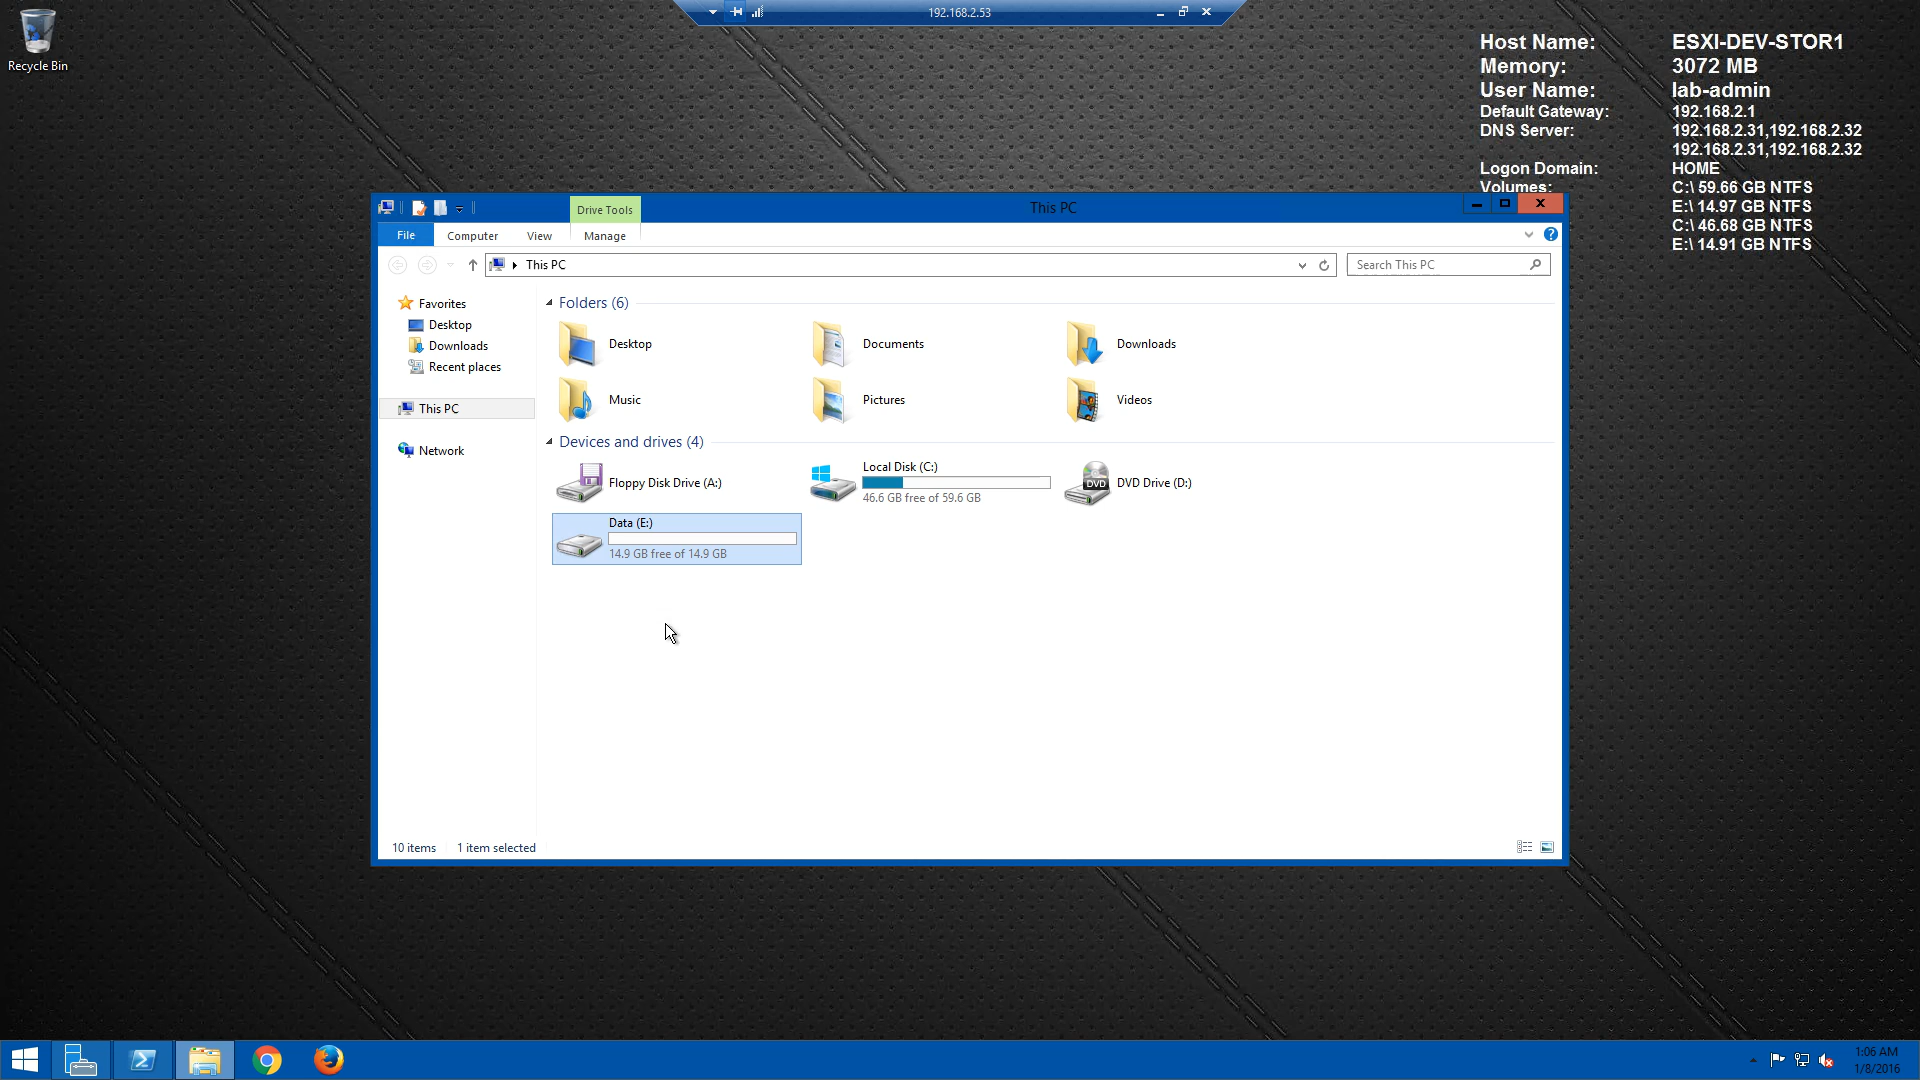 192.168.2.53
Recycle Bin
Host Name: ESXI-DEV-STOR1
Memory: 3072 MB
User Name: lab-admin
Default Gateway: 192.168.2.1
DNS Server: 192.168.2.31,192.168.2.32
192.168.2.31,192.168.2.32
Logon Domain: HOME
Volumes: C:\ 59.66 GB NTFS
E:\ 14.97 GB NTFS
C:\ 46.68 GB NTFS
E:\ 14.91 GB NTFS
Drive Tools
This PC
File Computer View Manage
This PC
Search This PC
Favorites
Desktop
Downloads
Recent places
This PC
Network
Folders (6)
Desktop Documents Downloads
Music Pictures Videos
Devices and drives (4)
Floppy Disk Drive (A:)
Local Disk (C:)
46.6 GB free of 59.6 GB
DVD
DVD Drive (D:)
Data (E:)
14.9 GB free of 14.9 GB
10 items 1 item selected
1:06 AM
1/8/2016